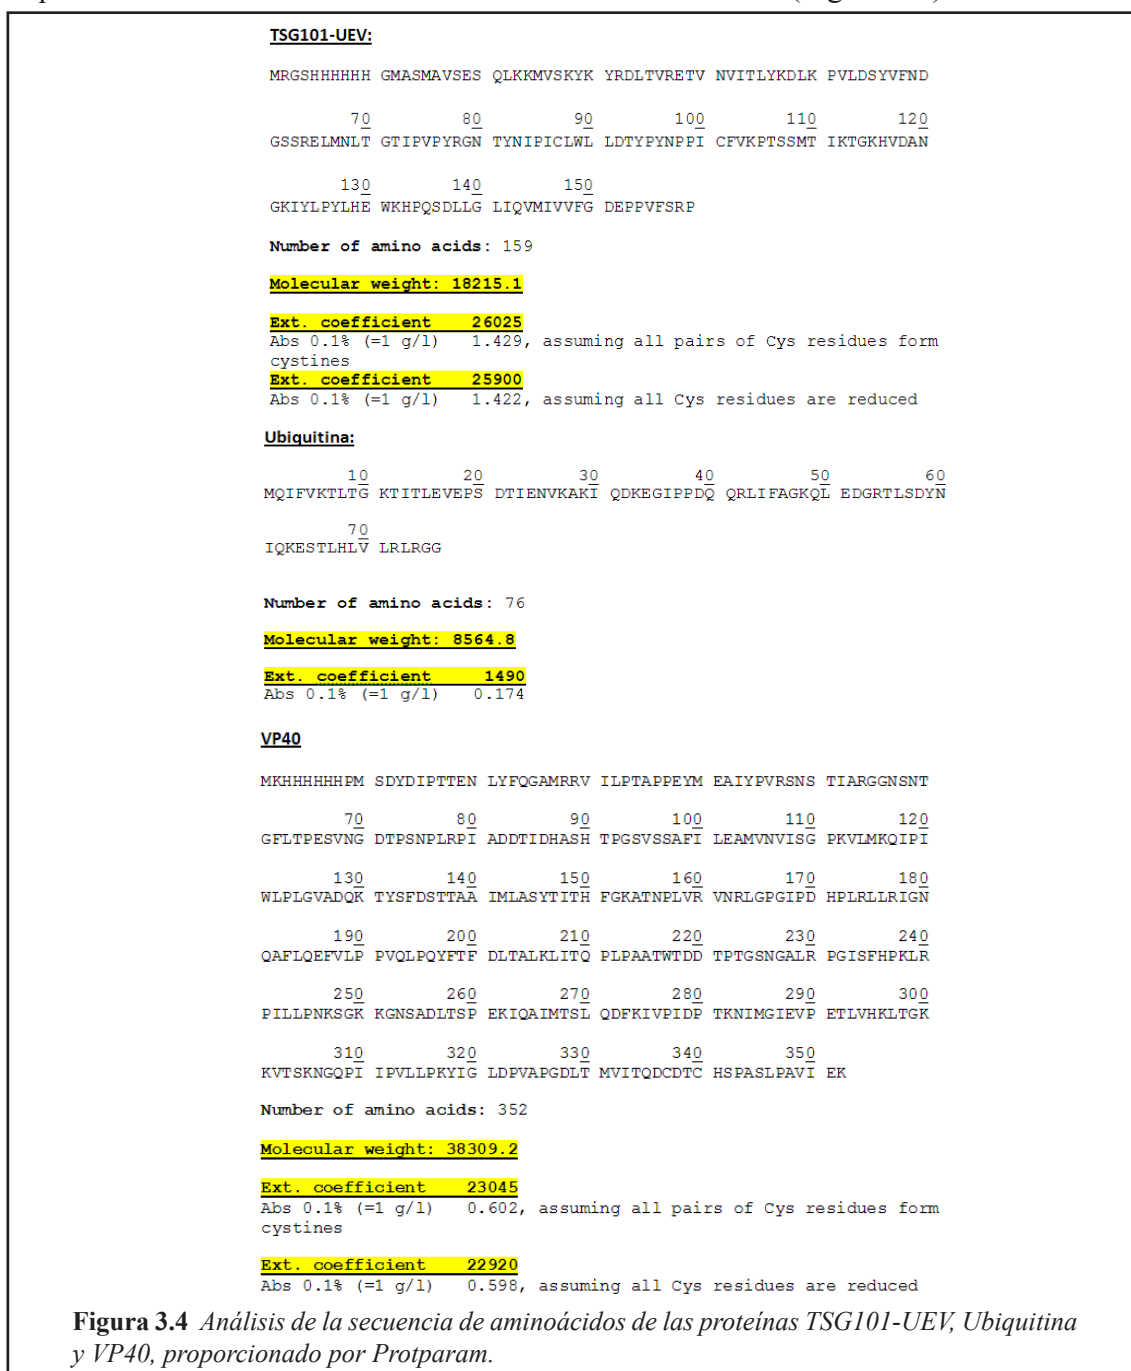 TSG101-UEV:
MRGSHHHHHH GMASMAVSES QLKKMVSKYK YRDLTVRETV NVITLYKDLK PVLDSYVFND
70 80 90 100 110 120
GSSRELMNLT GTIPVPYRGN TYNIPICLWL LDTYPYNPPI CFVKPTSSMT IKTGKHVDAN
130 140 150
GKIYLPYLHE WKHPQSDLLG LIQVMIVVFG DEPPVFSRP
Number of amino acids: 159
Molecular weight: 18215.1
Ext. coefficient 26025
Abs 0.1% (=1 g/l) 1.429, assuming all pairs of Cys residues form
cystines
Ext. coefficient 25900
Abs 0.1% (=1 g/l) 1.422, assuming all Cys residues are reduced
Ubiquitina:
10 20 30 40 50 60
MQIFVKTLTG KTITLEVEPS DTIENVKAKI QDKEGIPPDQ QRLIFAGKQL EDGRTLSDYN
70
IQKESTLHLV LRLRGG
Number of amino acids: 76
Molecular weight: 8564.8
Ext. coefficient 1490
Abs 0.1% (=1 g/l) 0.174
VP40
MKHHHHHHPM SDYDIPTTEN LYFQGAMRRV ILPTAPPEYM EAIYPVRSNS TIARGGNSNT
70 80 90 100 110 120
GFLTPESVNG DTPSNPLRPI ADDTIDHASH TPGSVSSAFI LEAMVNVISG PKVLMKQIPI
130 140 150 160 170 180
WLPLGVADQK TYSFDSTTAA IMLASYTITH FGKATNPLVR VNRLGPGIPD HPLRLLRIGN
190 200 210 220 230 240
QAFLQEFVLP PVQLPQYFTF DLTALKLITQ PLPAATWTDD TPTGSNGALR PGISFHPKLR
250 260 270 280 290 300
PILLPNKSGK KGNSADLTSP EKIQAIMTSL QDFKIVPIDP TKNIMGIEVP ETLVHKLTGK
310 320 330 340 350
KVTSKNGQPI IPVLLPKYIG LDPVAPGDLT MVITQDCDTC HSPASLPAVI EK
Number of amino acids: 352
Molecular weight: 38309.2
Ext. coefficient 23045
Abs 0.1% (=1 g/l) 0.602, assuming all pairs of Cys residues form
cystines
Ext. coefficient 22920
Abs 0.1% (=1 g/l) 0.598, assuming all Cys residues are reduced
Figura 3.4 Análisis de la secuencia de aminoácidos de las proteínas TSG101-UEV, Ubiquitina
y VP40, proporcionado por Protparam.